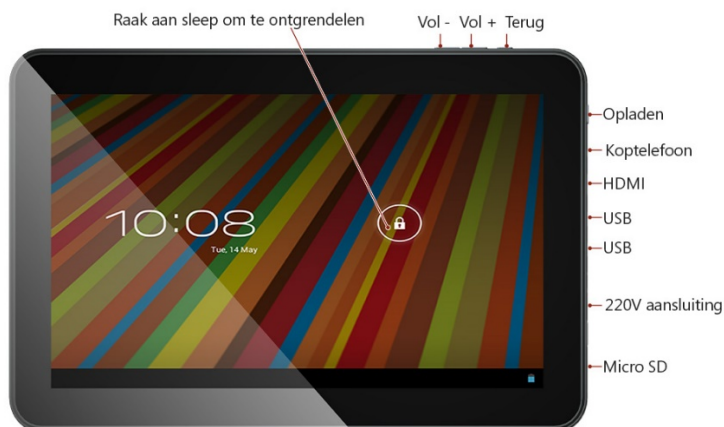 Raak aan sleep om te ontgrendelen
Vol - Vol + Terug
Opladen
Koptelefoon
HDMI
10:08
USB
Tue, 14 May
USB
220V aansluiting
Micro SD